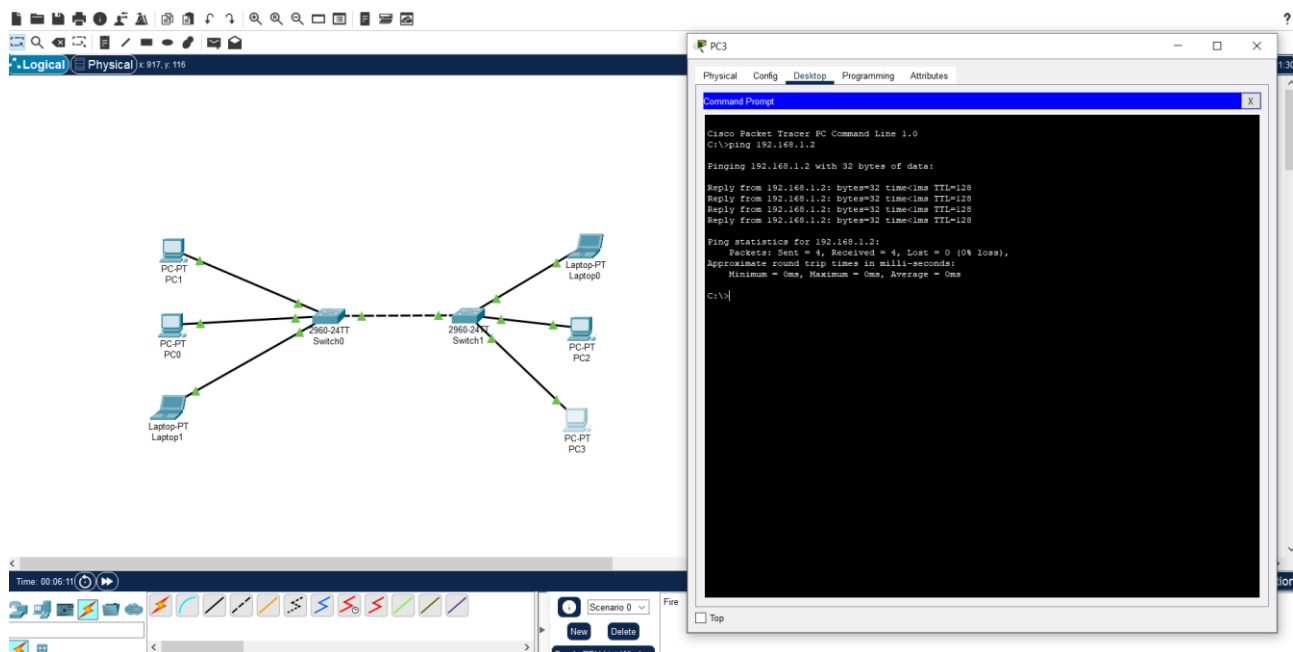 ?
Logical Physical x: 917, y: 116
1:30
PC-PT
PC1
PC-PT
PC0
Laptop-PT
Laptop1
2960-24TT
Switch0
2960-24TT
Switch1
Laptop-PT
Laptop0
PC-PT
PC2
PC-PT
PC3
Time: 00:06:11
Scenario 0
New Delete
Fire
PC3
Physical Config Desktop Programming Attributes
Command Prompt X
Cisco Packet Tracer PC Command Line 1.0
C:\>ping 192.168.1.2
Pinging 192.168.1.2 with 32 bytes of data:
Reply from 192.168.1.2: bytes=32 time<1ms TTL=128
Reply from 192.168.1.2: bytes=32 time<1ms TTL=128
Reply from 192.168.1.2: bytes=32 time<1ms TTL=128
Reply from 192.168.1.2: bytes=32 time<1ms TTL=128
Ping statistics for 192.168.1.2:
Packets: Sent = 4, Received = 4, Lost = 0 (0% loss),
Approximate round trip times in milli-seconds:
Minimum = 0ms, Maximum = 0ms, Average = 0ms
C:\>
Top